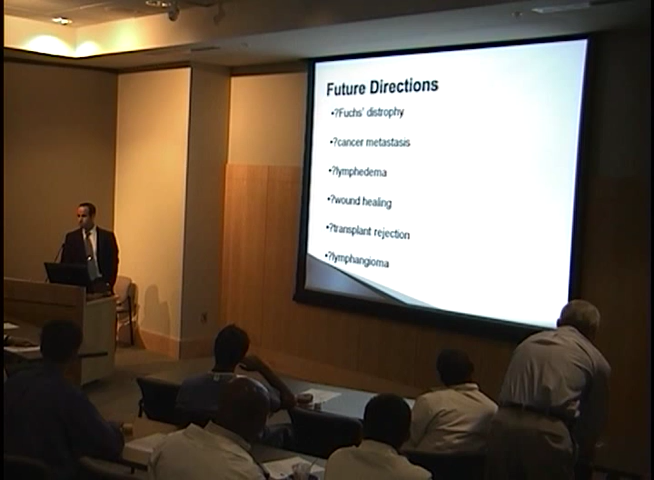 Future Directions
•?Fuchs' distrophy
•?cancer metastasis
•?lymphedema
•?wound healing
•?transplant rejection
•?lymphangioma